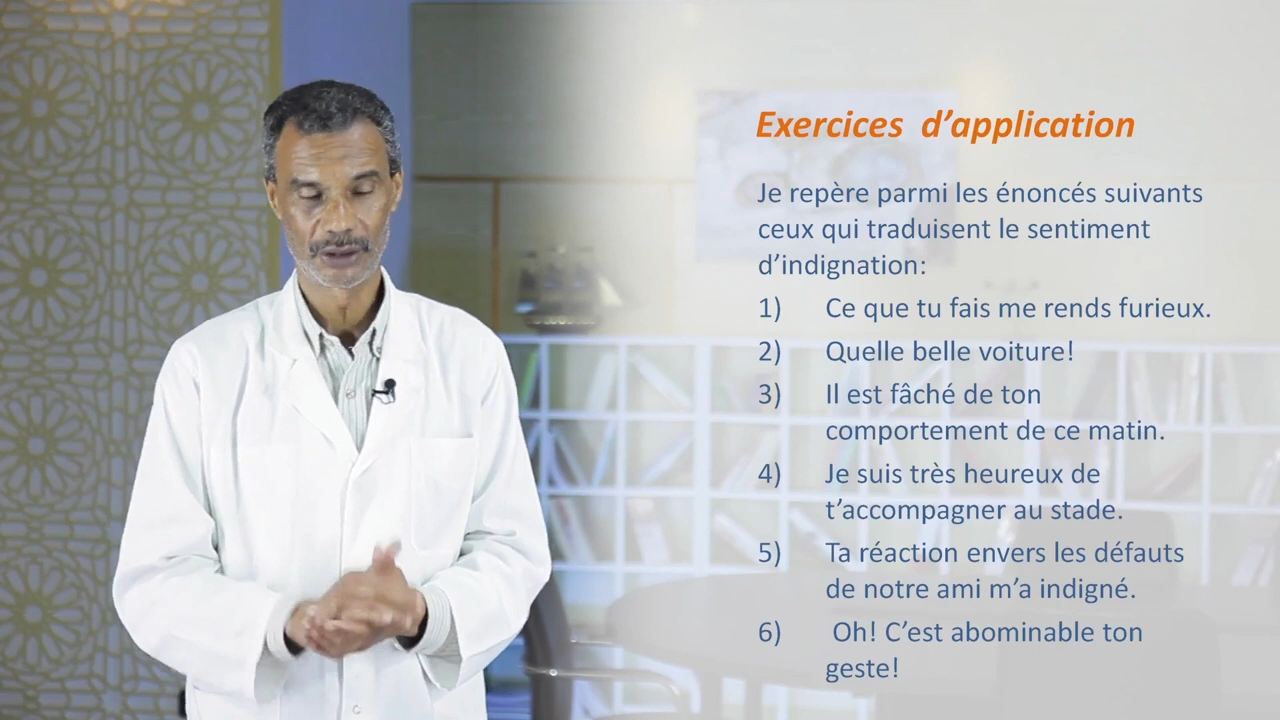 Exercices d’application
Je repère parmi les énoncés suivants
ceux qui traduisent le sentiment
d’indignation:
1) Ce que tu fais me rends furieux.
2) Quelle belle voiture!
3) Il est fâché de ton
comportement de ce matin.
4) Je suis très heureux de
t’accompagner au stade.
5) Ta réaction envers les défauts
de notre ami m’a indigné.
6) Oh! C’est abominable ton
geste!